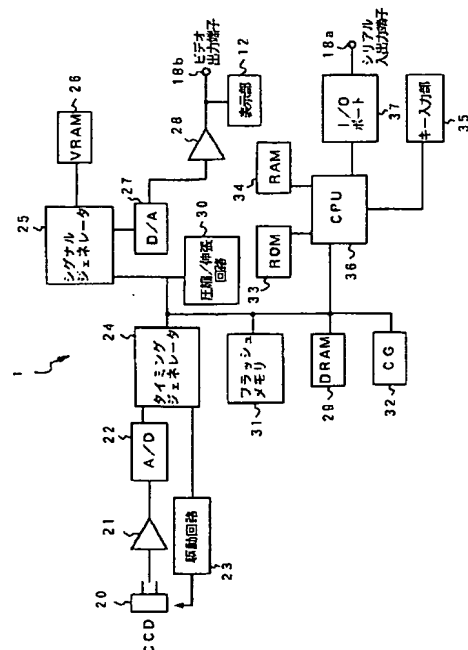 1
CCD
20
21
22
A/D
駆動回路
23
24
タイミング
ジェネレータ
25
シグナル
ジェネレータ
26
VRAM
27
D/A
28
18b
ビデオ
出力端子
表示部
12
30
圧縮/伸張
回路
フラッシュ
メモリ
31
DRAM
29
CG
32
ROM
33
RAM
34
CPU
36
I/O
ポート
37
18a
シリアル
入出力端子
キー入力部
35